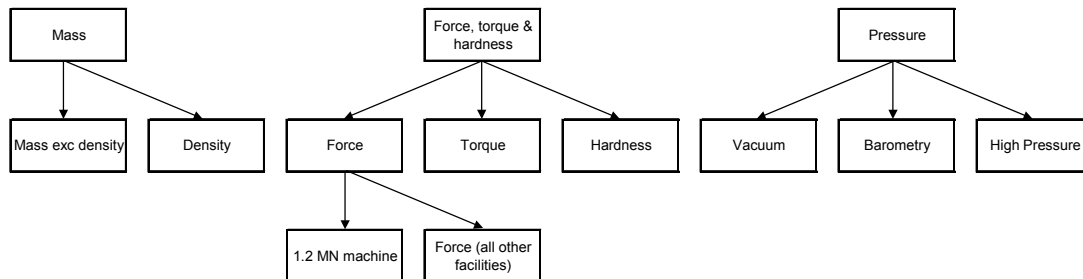 Mass
Force, torque &
hardness
Pressure
Mass exc density
Density
Force
Torque
Hardness
Vacuum
Barometry
High Pressure
1.2 MN machine
Force (all other
facilities)